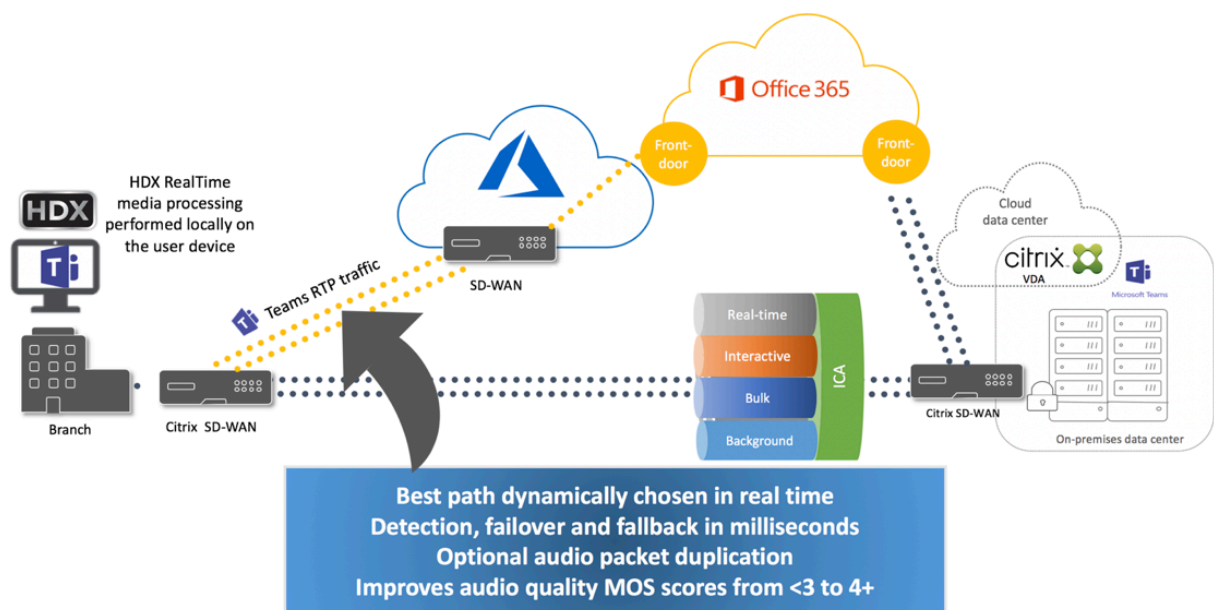 Office 365
Front-
door
Front-
door
HDX
HDX RealTime
media processing
performed locally on
the user device
Cloud
data center
citrix
VDA
Microsoft Teams
SD-WAN
Teams RTP traffic
Real-time
Interactive
Bulk
Background
ICA
Branch
Citrix SD-WAN
Citrix SD-WAN
On-premises data center
Best path dynamically chosen in real time
Detection, failover and fallback in milliseconds
Optional audio packet duplication
Improves audio quality MOS scores from <3 to 4+